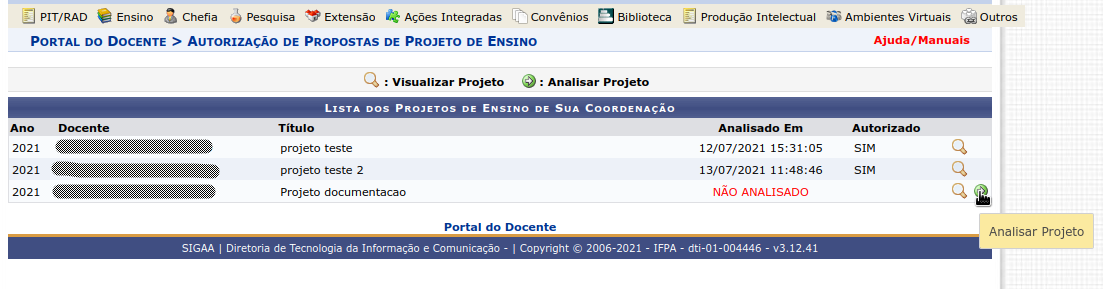 PIT/RAD Ensino Chefia Pesquisa Extensão Ações Integradas Convênios Biblioteca Produção Intelectual Ambientes Virtuais Outros
Portal do Docente > Autorização de Propostas de Projeto de Ensino Ajuda/Manuais
: Visualizar Projeto : Analisar Projeto
Lista dos Projetos de Ensino de Sua Coordenação
Ano Docente Título Analisado Em Autorizado
2021 projeto teste 12/07/2021 15:31:05 SIM
2021 projeto teste 2 13/07/2021 11:48:46 SIM
2021 Projeto documentacao NÃO ANALISADO
Analisar Projeto
Portal do Docente
SIGAA | Diretoria de Tecnologia da Informação e Comunicação - | Copyright © 2006-2021 - IFPA - dti-01-004446 - v3.12.41